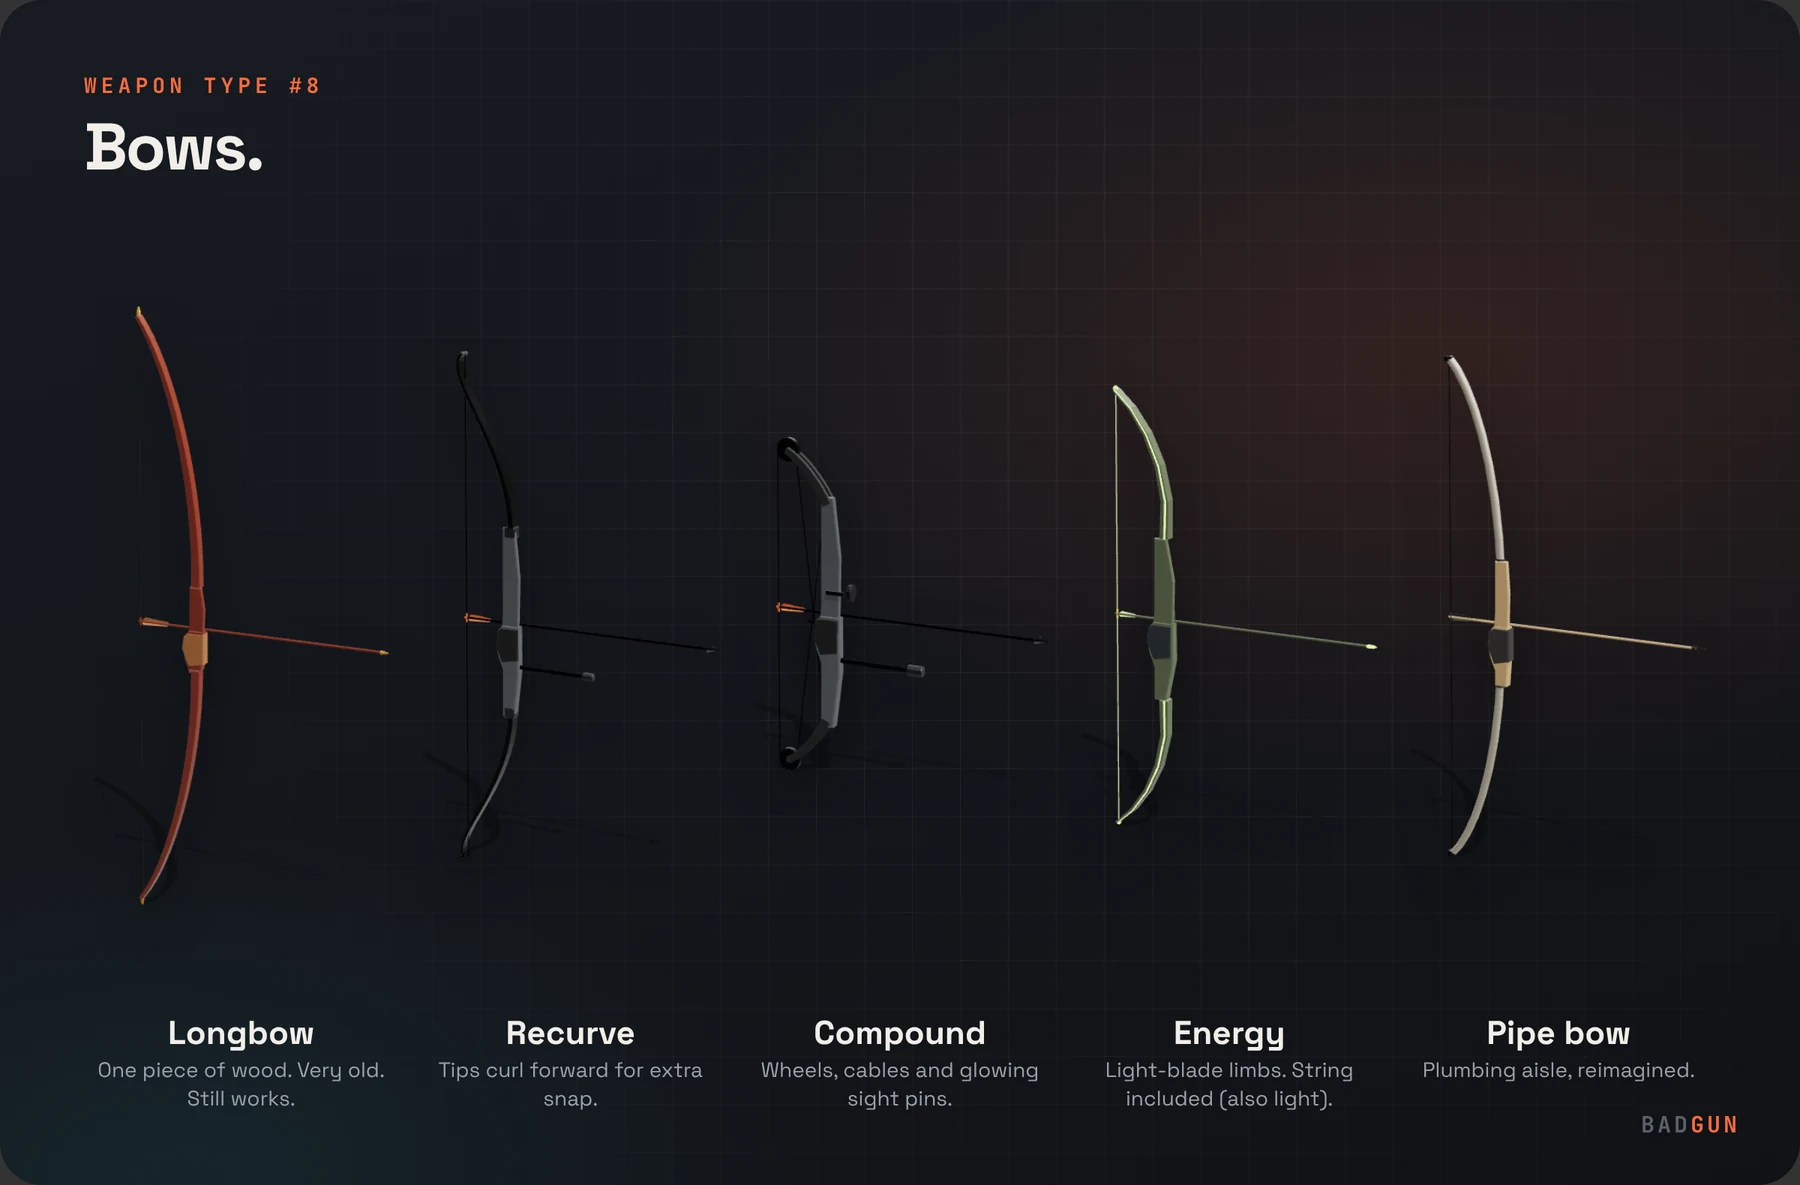 WEAPON TYPE #8
Bows.
Longbow
One piece of wood. Very old.
Still works.
Recurve
Tips curl forward for extra
snap.
Compound
Wheels, cables and glowing
sight pins.
Energy
Light-blade limbs. String
included (also light).
Pipe bow
Plumbing aisle, reimagined.
BADGUN